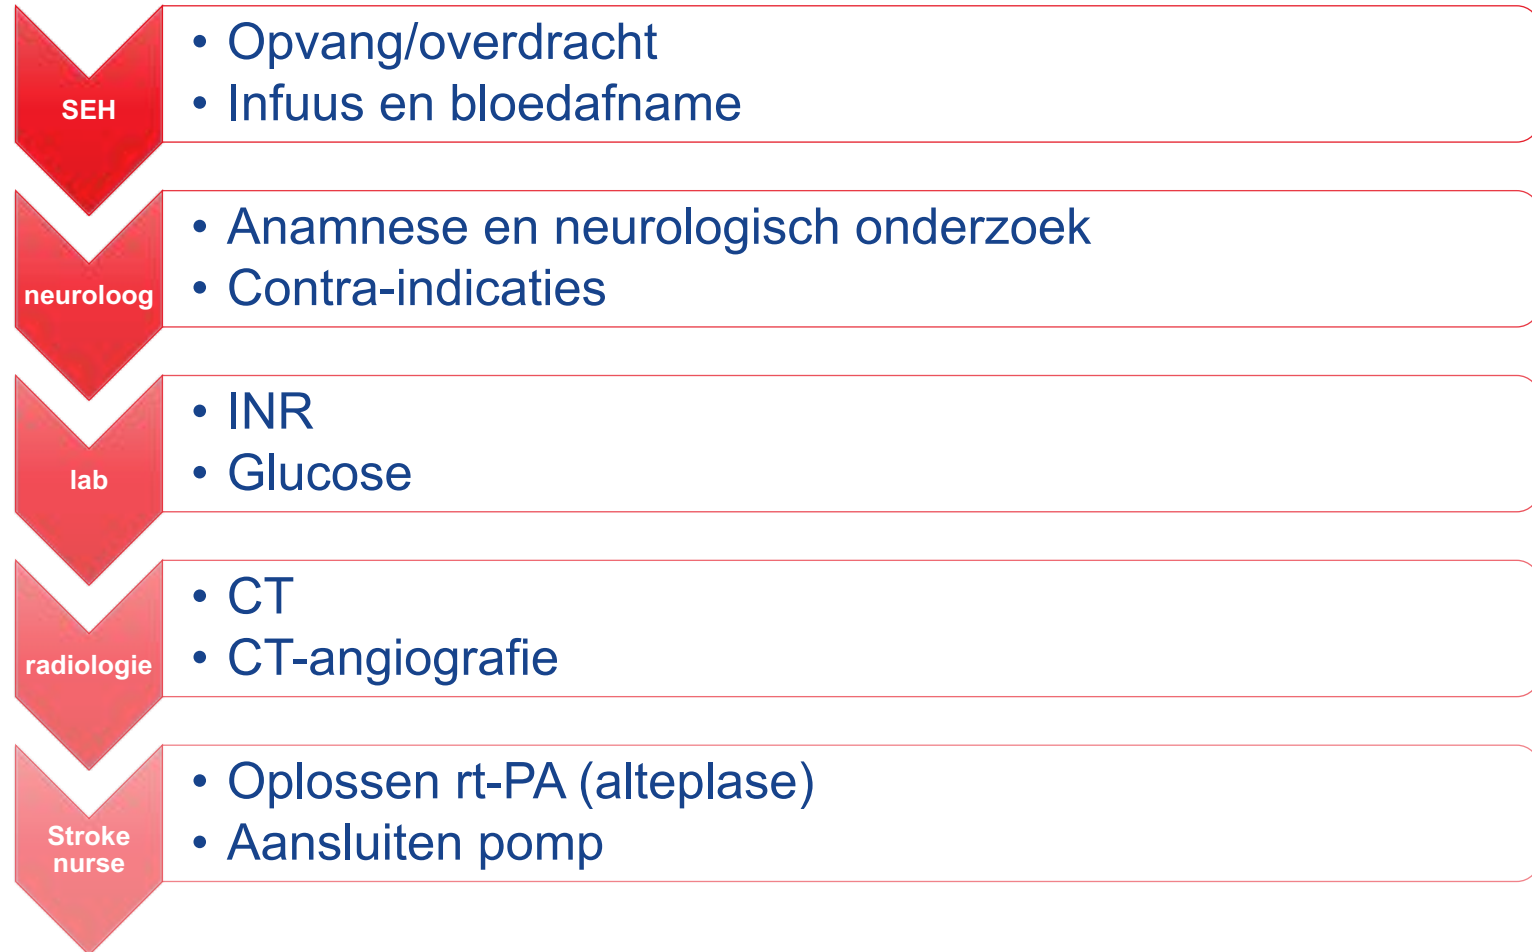 SEH
• Opvang/overdracht
• Infuus en bloedafname
neuroloog
• Anamnese en neurologisch onderzoek
• Contra-indicaties
lab
• INR
• Glucose
radiologie
• CT
• CT-angiografie
Stroke
nurse
• Oplossen rt-PA (alteplase)
• Aansluiten pomp